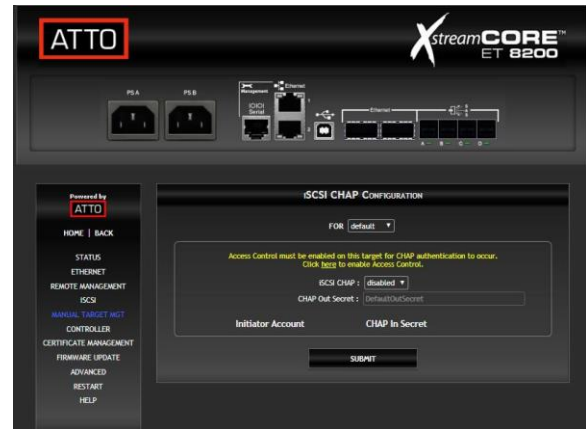 ATTO
XstreamCORE™
ET 8200
PS A
PS B
Management
Ethernet
IOIOI
Serial
1
2
Ethernet
A
B
C
D
Powered by
ATTO
HOME | BACK
STATUS
ETHERNET
REMOTE MANAGEMENT
ISCSI
MANUAL TARGET MGT
CONTROLLER
CERTIFICATE MANAGEMENT
FIRMWARE UPDATE
ADVANCED
RESTART
HELP
iSCSI CHAP CONFIGURATION
FOR default
Access Control must be enabled on this target for CHAP authentication to occur.
Click here to enable Access Control.
iSCSI CHAP : disabled
CHAP Out Secret : DefaultOutSecret
Initiator Account CHAP In Secret
SUBMIT